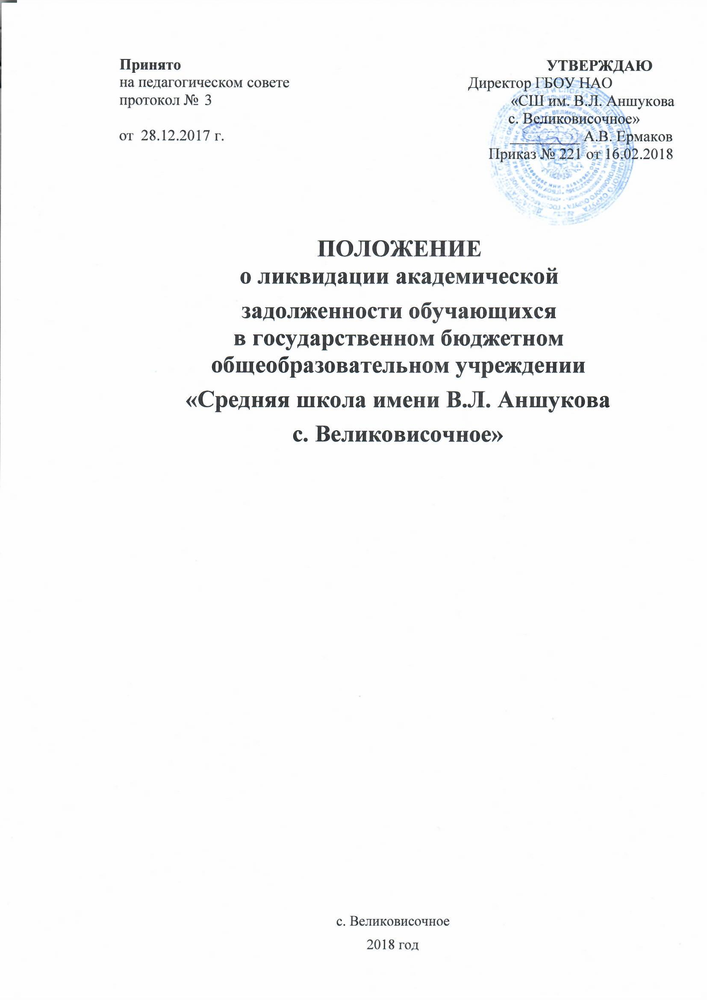 Принято
на педагогическом совете
протокол № 3
от 28.12.2017 г.
УТВЕРЖДАЮ
Директор ГБОУ НАО
«СШ им. В.Л. Аншукова
с. Великовисочное»
__________ А.В. Ермаков
Приказ № 221 от 16.02.2018
ПОЛОЖЕНИЕ
о ликвидации академической
задолженности обучающихся
в государственном бюджетном
общеобразовательном учреждении
«Средняя школа имени В.Л. Аншукова
с. Великовисочное»
с. Великовисочное
2018 год